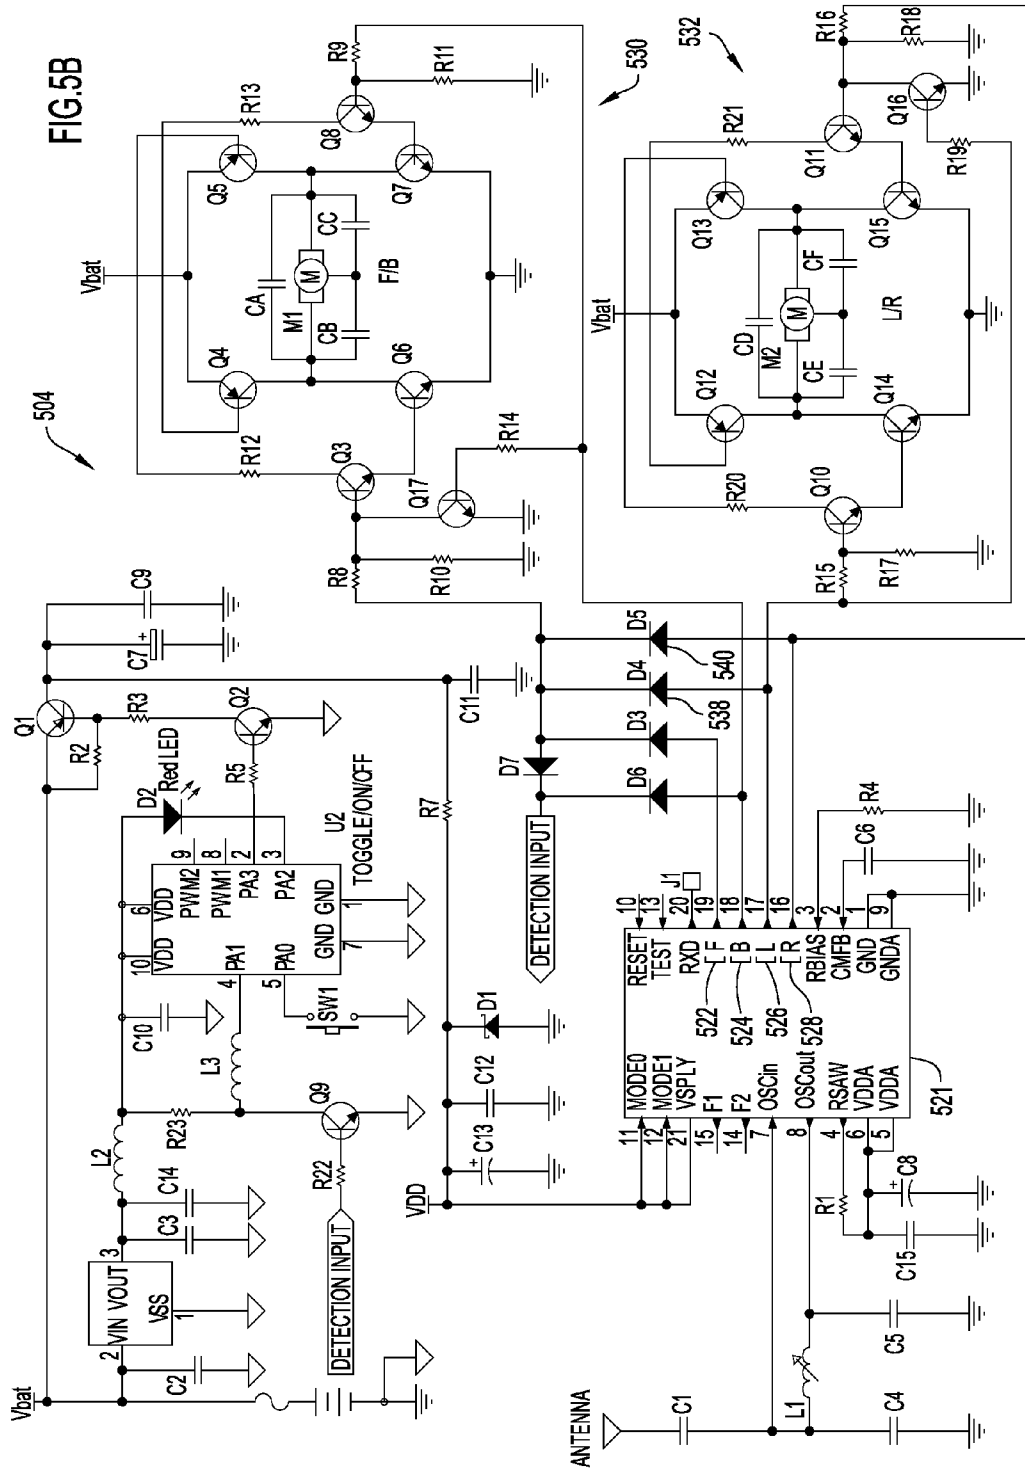 FIG.5B
504
530
532
Vbat
C2
2
VIN VOUT
3
VSS
1
C3
C14
L2
R23
L3
C10
10
VDD
6
VDD
PWM2
9
PWM1
8
PA3
2
PA2
3
PA1
4
PA0
5
GND
7
GND
1
U2
TOGGLE/ON/OFF
SW1
D2
Red LED
R5
Q2
R3
R2
Q1
C7
+
C9
DETECTION INPUT
R22
Q9
VDD
C13
+
C12
D1
R7
C11
Vbat
Q4
Q5
R12
R13
Q3
Q8
R9
R11
CA
M1
M
CB
CC
F/B
Q6
Q7
Q17
R14
R8
R10
Vbat
Q12
Q13
R20
R21
Q10
Q11
R16
R18
Q16
R19
CD
M2
M
CE
CF
L/R
Q14
Q15
R15
R17
D7
DETECTION INPUT
D6
D3
D4
D5
538
540
J1
ANTENNA
C1
L1
C4
C5
R1
C15
C8
+
11
MODE0
12
MODE1
21
VSPLY
15
F1
14
F2
7
OSCin
8
OSCout
4
RSAW
6
VDDA
5
VDDA
521
RESET
10
TEST
13
RXD
20
522
F
19
524
B
18
526
L
17
528
R
16
RBIAS
3
CMFB
2
GND
1
GNDA
9
C6
R4